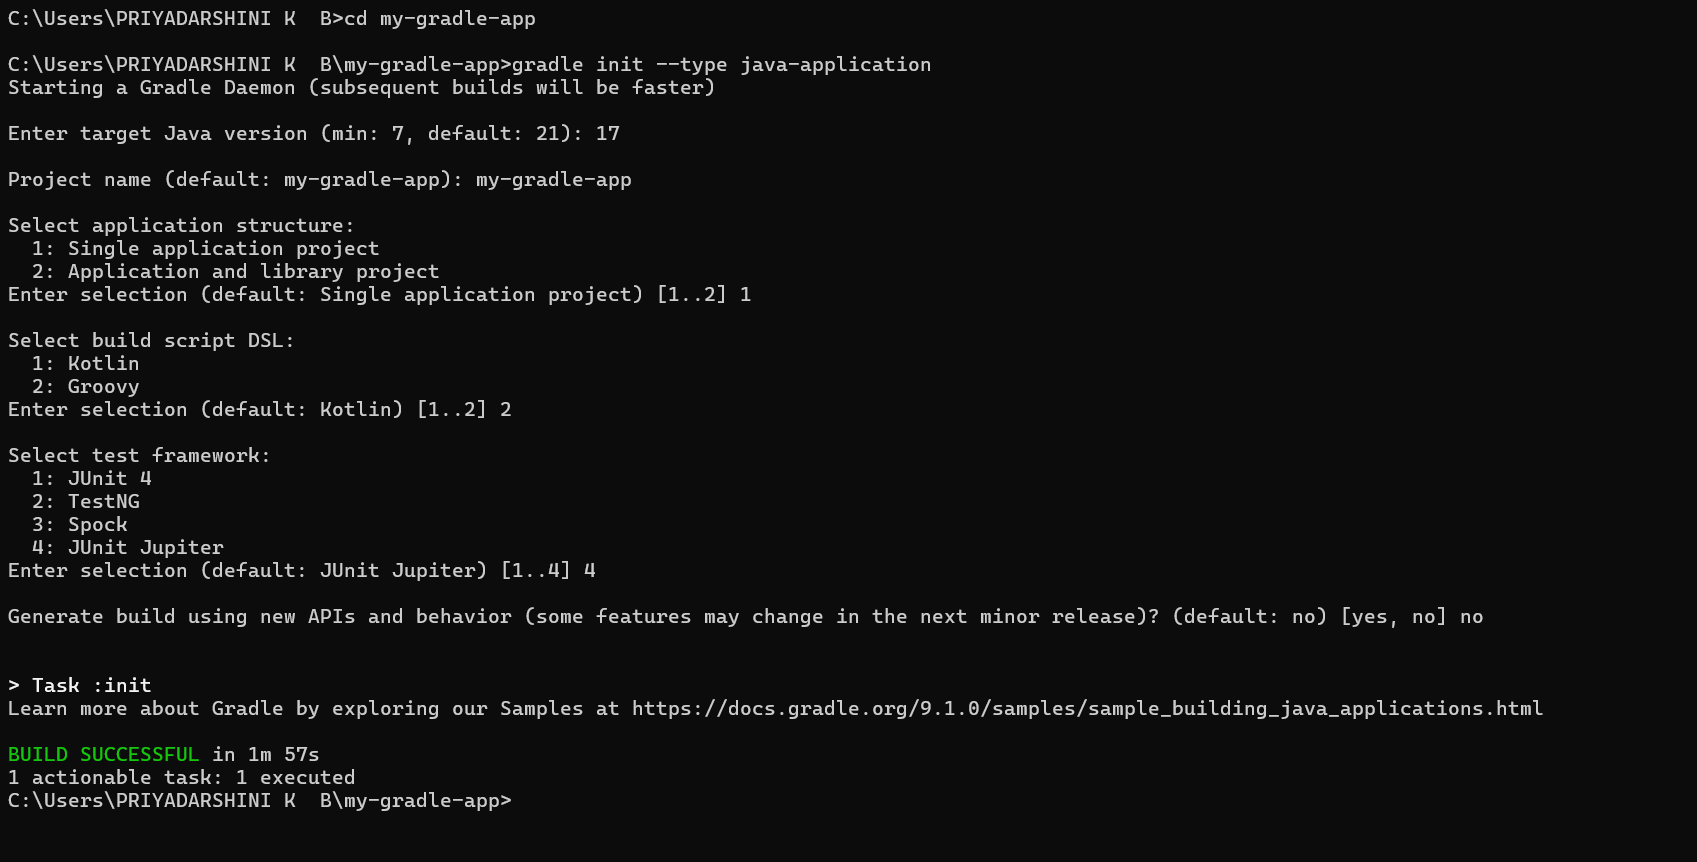 C:\Users\PRIYADARSHINI K  B>cd my-gradle-app
C:\Users\PRIYADARSHINI K  B\my-gradle-app>gradle init --type java-application
Starting a Gradle Daemon (subsequent builds will be faster)
Enter target Java version (min: 7, default: 21): 17
Project name (default: my-gradle-app): my-gradle-app
Select application structure:
  1: Single application project
  2: Application and library project
Enter selection (default: Single application project) [1..2] 1
Select build script DSL:
  1: Kotlin
  2: Groovy
Enter selection (default: Kotlin) [1..2] 2
Select test framework:
  1: JUnit 4
  2: TestNG
  3: Spock
  4: JUnit Jupiter
Enter selection (default: JUnit Jupiter) [1..4] 4
Generate build using new APIs and behavior (some features may change in the next minor release)? (default: no) [yes, no] no
> Task :init
Learn more about Gradle by exploring our Samples at https://docs.gradle.org/9.1.0/samples/sample_building_java_applications.html
BUILD SUCCESSFUL in 1m 57s
1 actionable task: 1 executed
C:\Users\PRIYADARSHINI K  B\my-gradle-app>